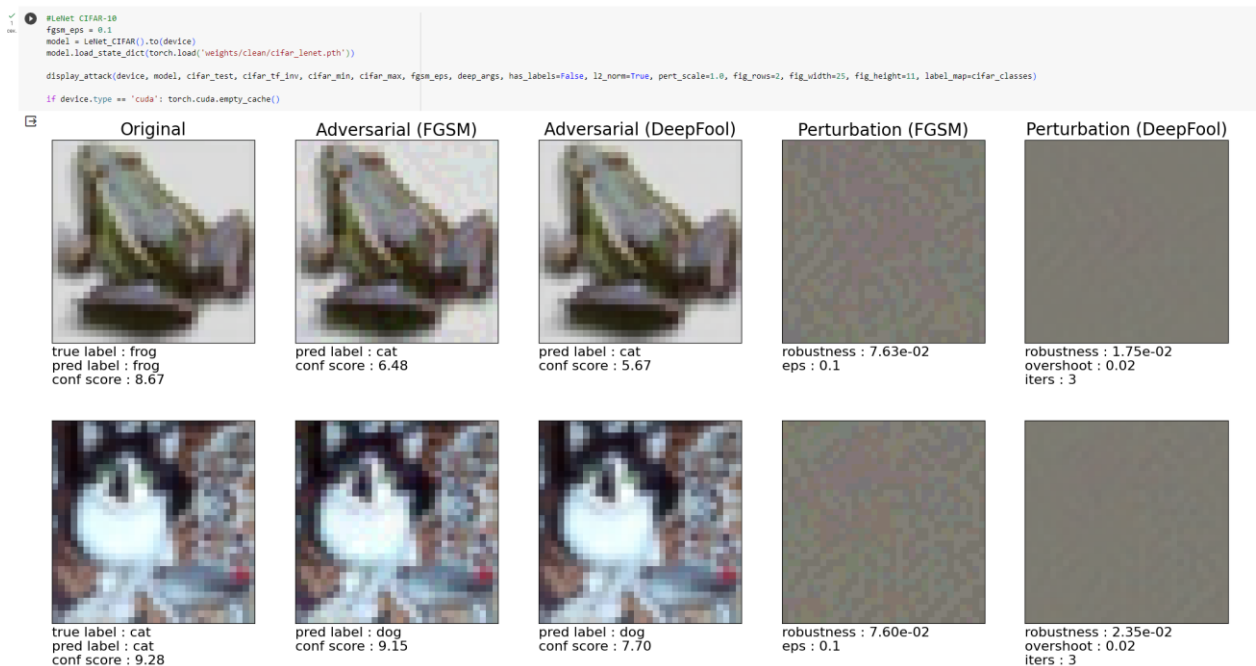 #LeNet CIFAR-10
fgsm_eps = 0.1
model = LeNet_CIFAR().to(device)
model.load_state_dict(torch.load('weights/clean/cifar_lenet.pth'))
display_attack(device, model, cifar_test, cifar_tf_inv, cifar_min, cifar_max, fgsm_eps, deep_args, has_labels=False, l2_norm=True, pert_scale=1.0, fig_rows=2, fig_width=25, fig_height=11, label_map=cifar_classes)
if device.type == 'cuda': torch.cuda.empty_cache()
Original Adversarial (FGSM) Adversarial (DeepFool) Perturbation (FGSM) Perturbation (DeepFool)
true label : frog pred label : cat pred label : cat robustness : 7.63e-02 robustness : 1.75e-02
pred label : frog conf score : 6.48 conf score : 5.67 eps : 0.1 overshoot : 0.02
conf score : 8.67 iters : 3
true label : cat pred label : dog pred label : dog robustness : 7.60e-02 robustness : 2.35e-02
pred label : cat conf score : 9.15 conf score : 7.70 eps : 0.1 overshoot : 0.02
conf score : 9.28 iters : 3